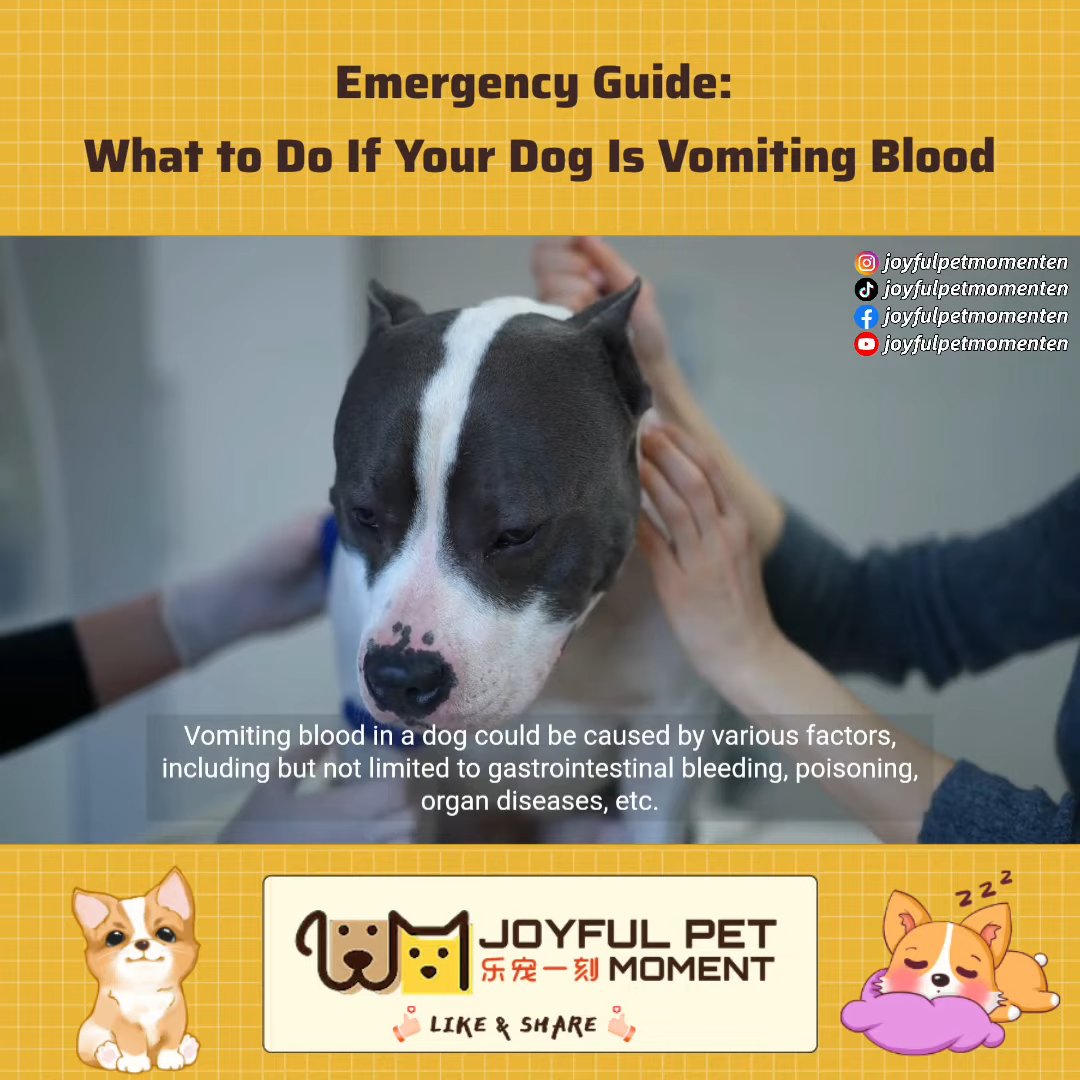 Emergency Guide:
What to Do If Your Dog Is Vomiting Blood
joyfulpetmomenten
joyfulpetmomenten
joyfulpetmomenten
joyfulpetmomenten
Vomiting blood in a dog could be caused by various factors,
including but not limited to gastrointestinal bleeding, poisoning,
organ diseases, etc.
JOYFUL PET
乐宠一刻 MOMENT
LIKE & SHARE
z z z